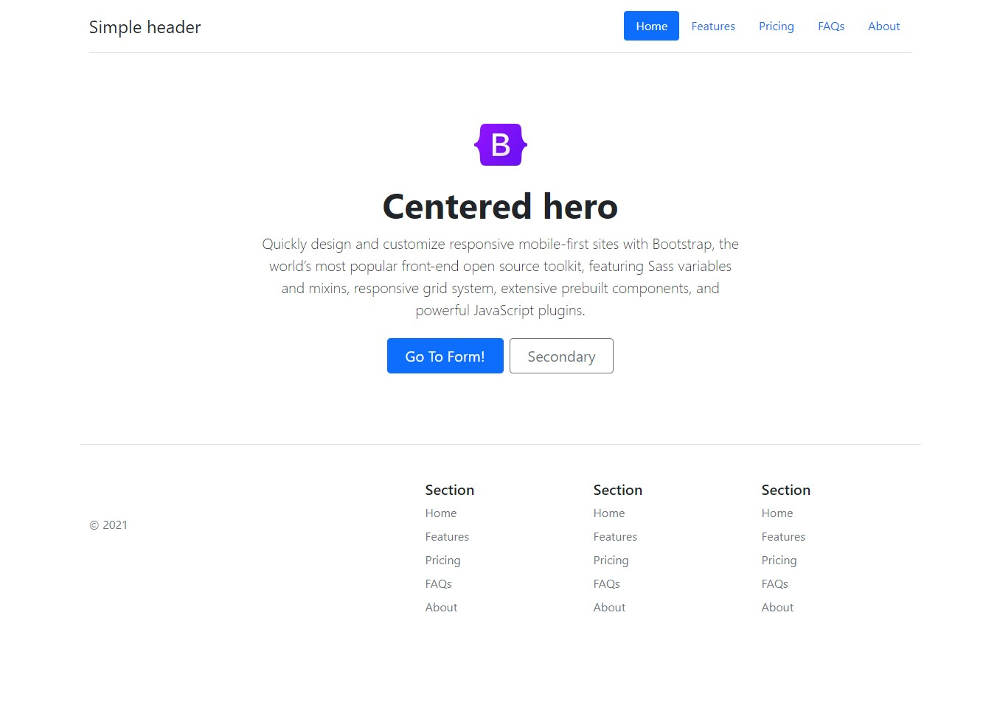 Simple header
Home Features Pricing FAQs About
B
Centered hero
Quickly design and customize responsive mobile-first sites with Bootstrap, the
world’s most popular front-end open source toolkit, featuring Sass variables
and mixins, responsive grid system, extensive prebuilt components, and
powerful JavaScript plugins.
Go To Form! Secondary
© 2021
Section
Home
Features
Pricing
FAQs
About
Section
Home
Features
Pricing
FAQs
About
Section
Home
Features
Pricing
FAQs
About